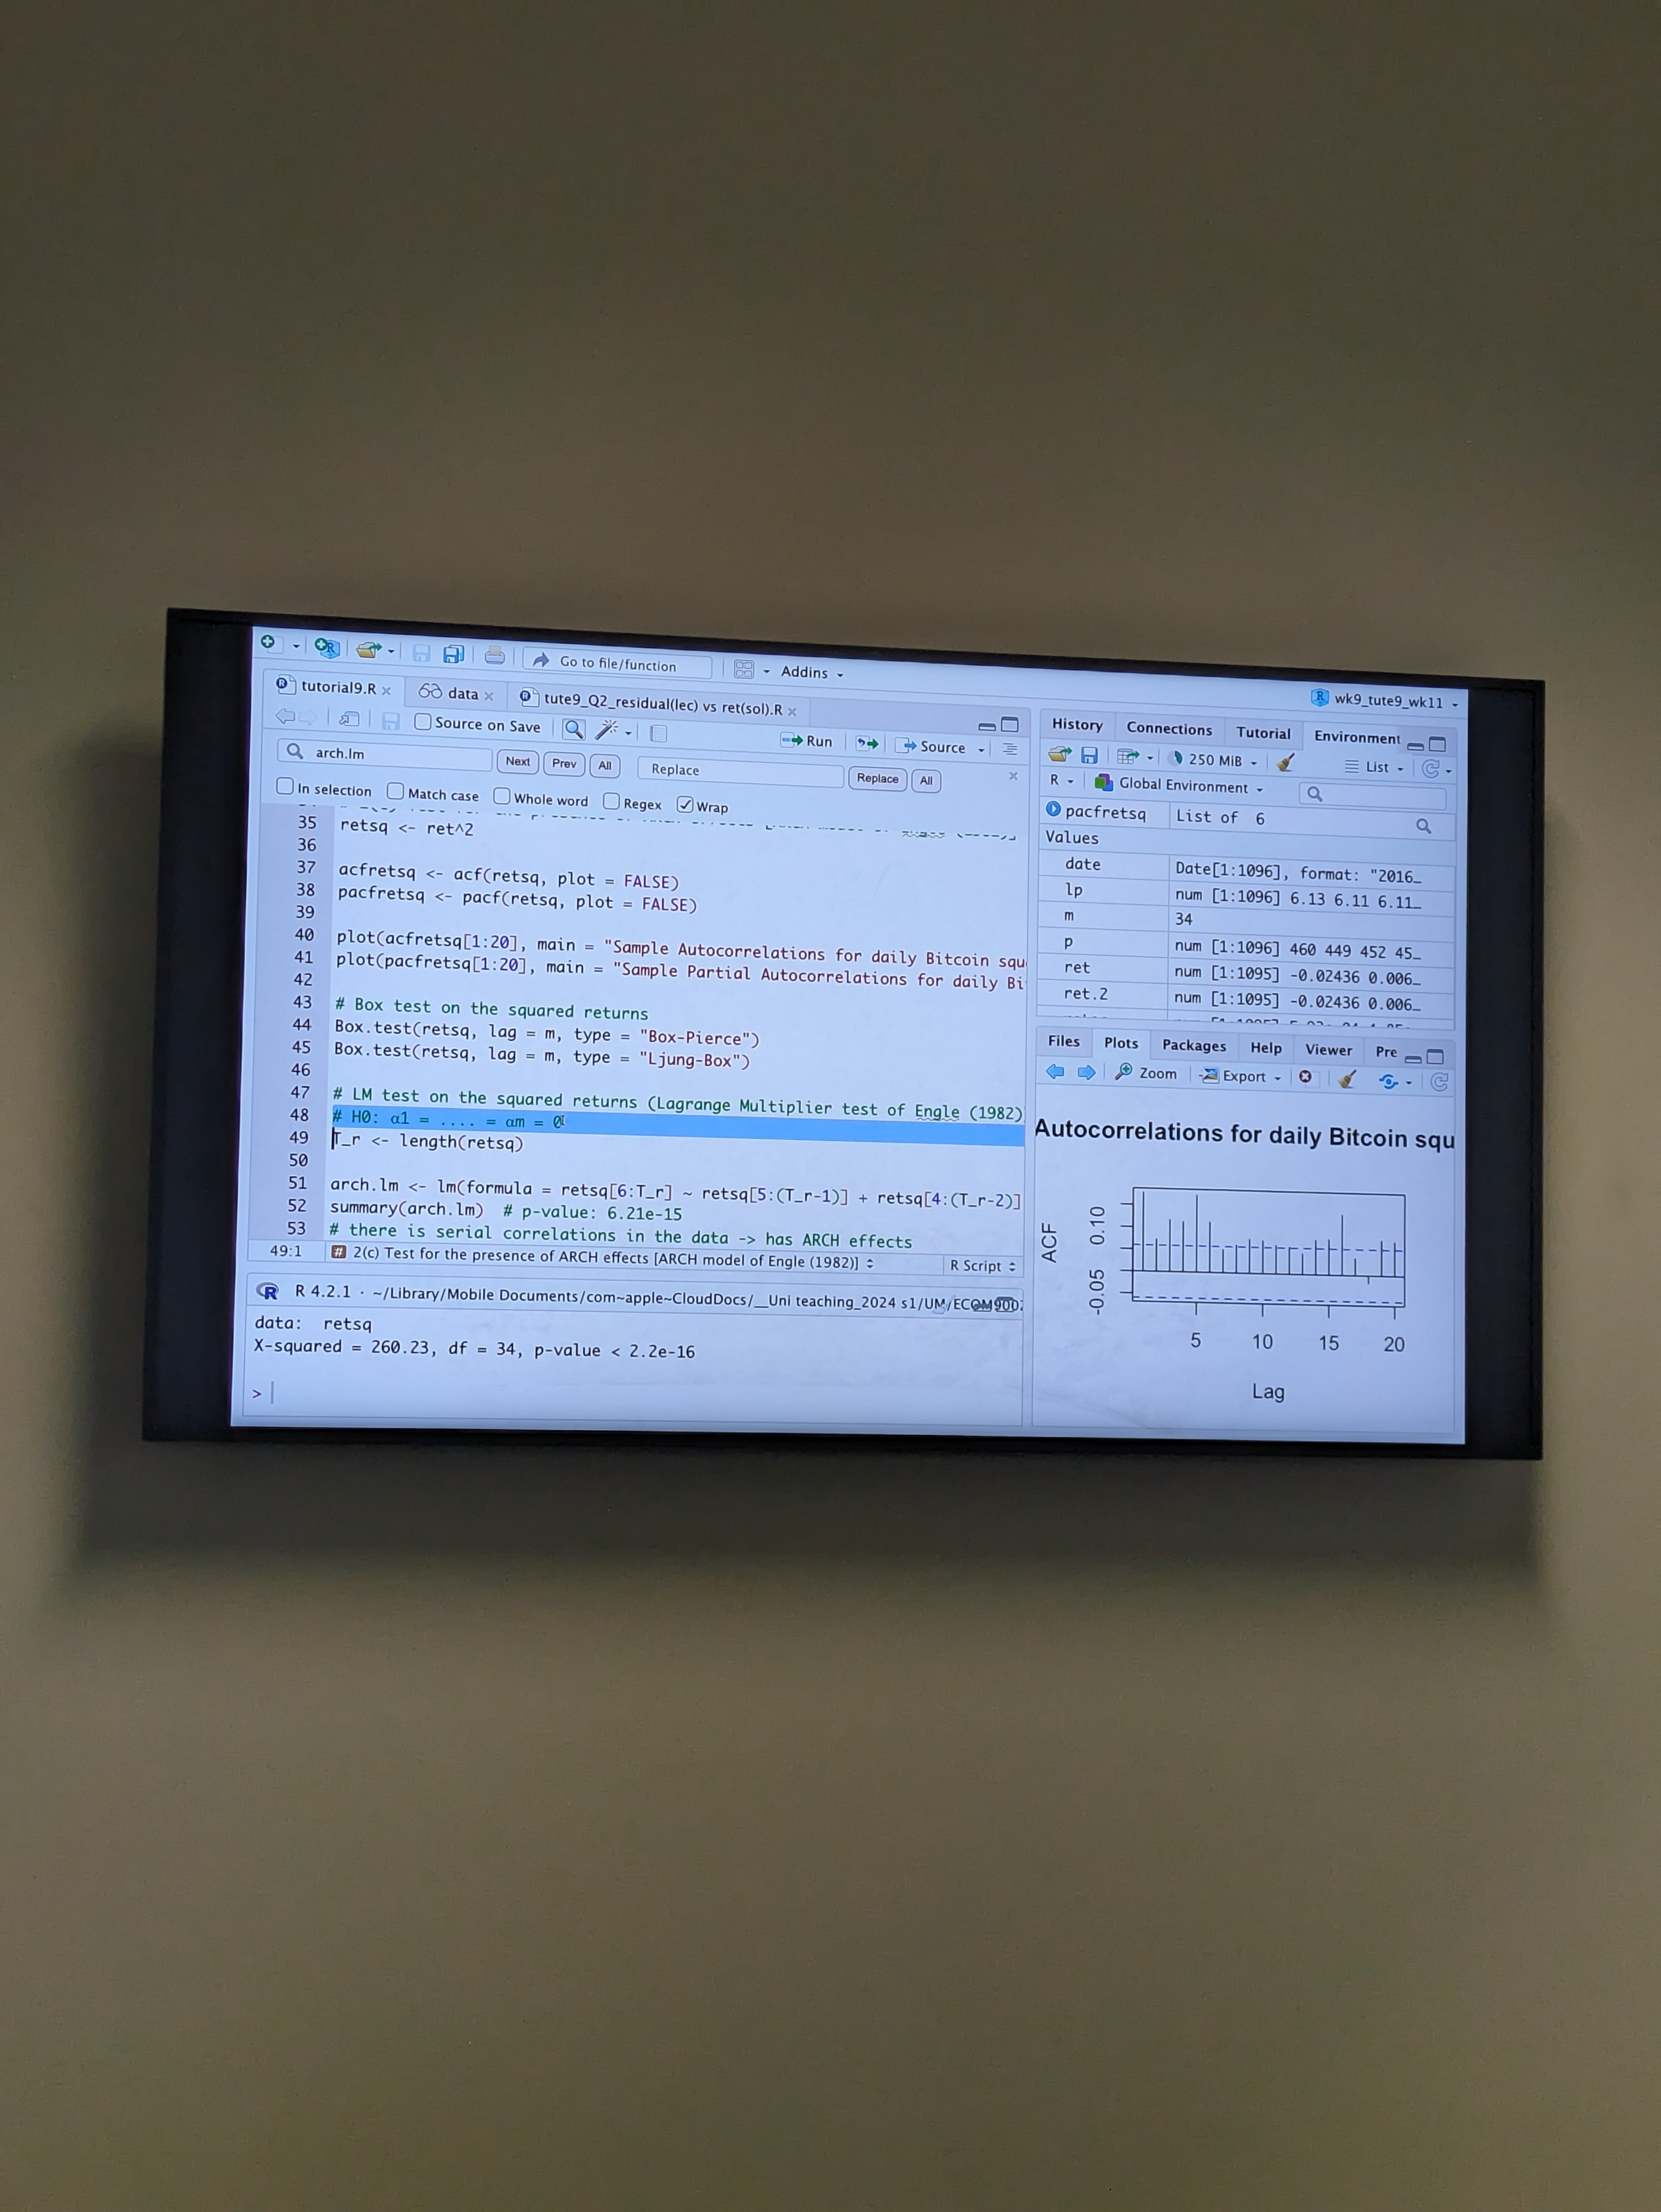 Go to file/function
Addins
wk9_tute9_wk11
tutorial9.R
data
tute9_Q2_residual(lec) vs ret(sol).R
Source on Save
Run
Source
arch.lm
Next
Prev
All
Replace
Replace
All
In selection
Match case
Whole word
Regex
Wrap
35 retsq <- ret^2
36
37 acfretsq <- acf(retsq, plot = FALSE)
38 pacfretsq <- pacf(retsq, plot = FALSE)
39
40 plot(acfretsq[1:20], main = "Sample Autocorrelations for daily Bitcoin squ
41 plot(pacfretsq[1:20], main = "Sample Partial Autocorrelations for daily Bi
42
43 # Box test on the squared returns
44 Box.test(retsq, lag = m, type = "Box-Pierce")
45 Box.test(retsq, lag = m, type = "Ljung-Box")
46
47 # LM test on the squared returns (Lagrange Multiplier test of Engle (1982)
48 # H0: α1 = .... = αm = 0
49 T_r <- length(retsq)
50
51 arch.lm <- lm(formula = retsq[6:T_r] ~ retsq[5:(T_r-1)] + retsq[4:(T_r-2)]
52 summary(arch.lm) # p-value: 6.21e-15
53 # there is serial correlations in the data -> has ARCH effects
49:1
# 2(c) Test for the presence of ARCH effects [ARCH model of Engle (1982)]
R Script
R 4.2.1 · ~/Library/Mobile Documents/com~apple~CloudDocs/__Uni teaching_2024 s1/UM/
data: retsq
X-squared = 260.23, df = 34, p-value < 2.2e-16
>
History
Connections
Tutorial
Environment
250 MiB
List
R
Global Environment
pacfretsq List of 6
Values
date Date[1:1096], format: "2016_
lp num [1:1096] 6.13 6.11 6.11_
m 34
p num [1:1096] 460 449 452 45_
ret num [1:1095] -0.02436 0.006_
ret.2 num [1:1095] -0.02436 0.006_
Files
Plots
Packages
Help
Viewer
Pre
Zoom
Export
Autocorrelations for daily Bitcoin squ
ACF
0.10
-0.05
5 10 15 20
Lag